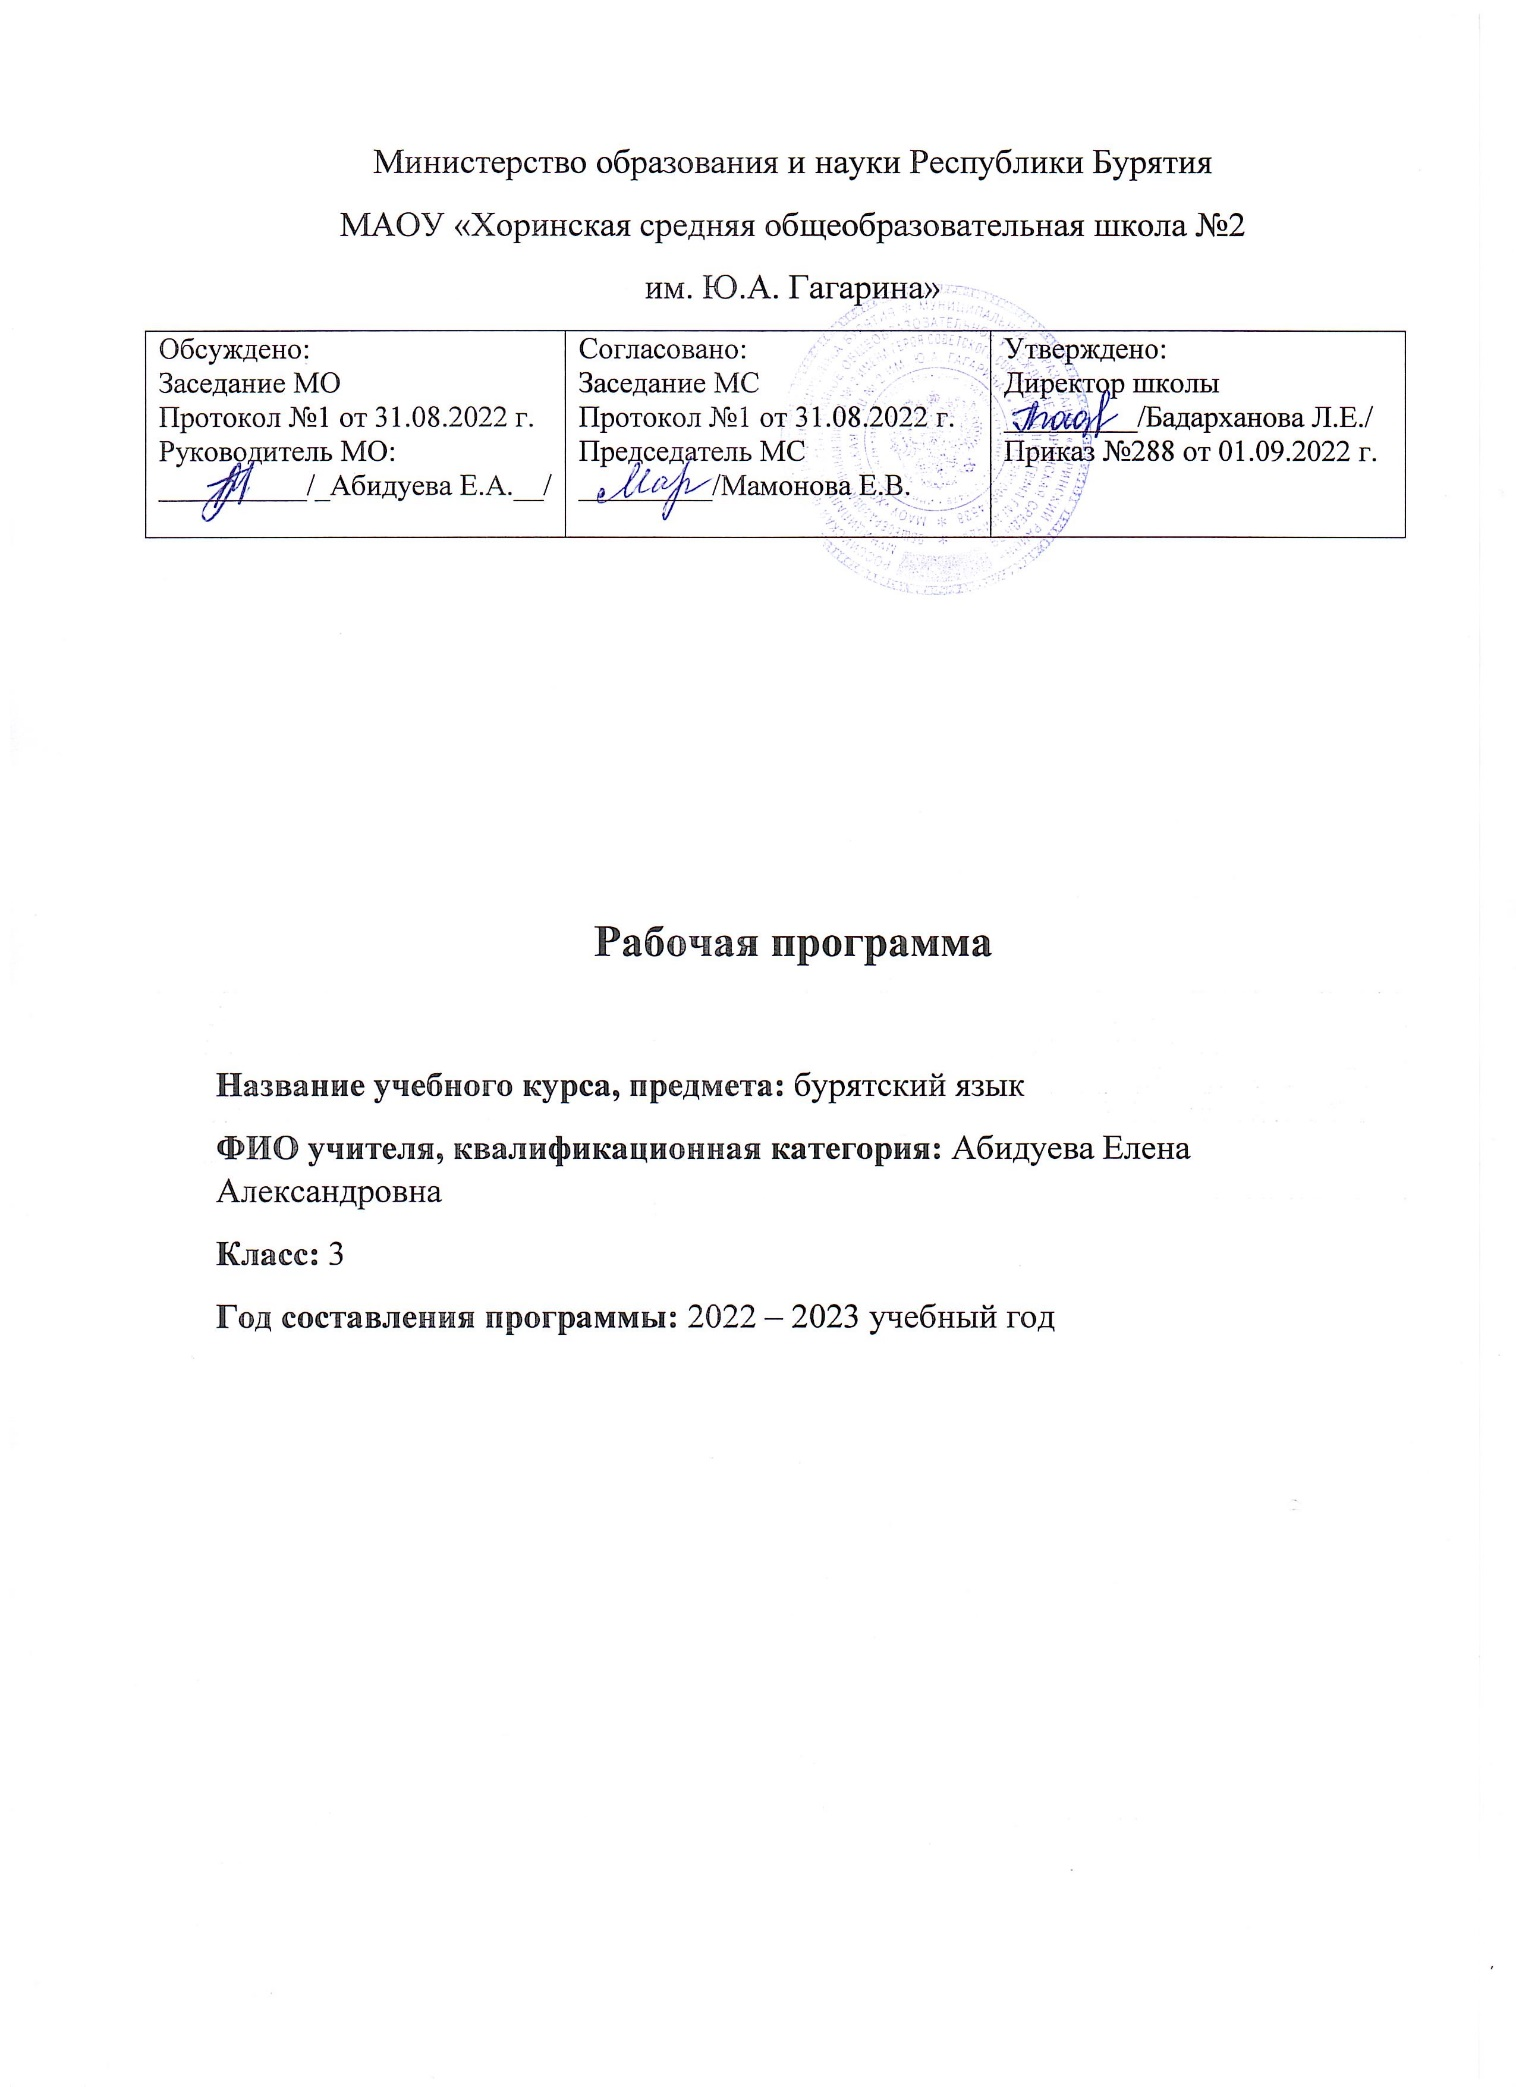 Министерство образования и науки Республики Бурятия
МАОУ «Хоринская средняя общеобразовательная школа №2
им. Ю.А. Гагарина»
Обсуждено:
Заседание МО
Протокол №1 от 31.08.2022 г.
Руководитель МО:
___________/_Абидуева Е.А.__/
Согласовано:
Заседание МС
Протокол №1 от 31.08.2022 г.
Председатель МС
__________/Мамонова Е.В.
Утверждено:
Директор школы
__________/Бадарханова Л.Е./
Приказ №288 от 01.09.2022 г.
Рабочая программа
Название учебного курса, предмета: бурятский язык
ФИО учителя, квалификационная категория: Абидуева Елена
Александровна
Класс: 3
Год составления программы: 2022 – 2023 учебный год